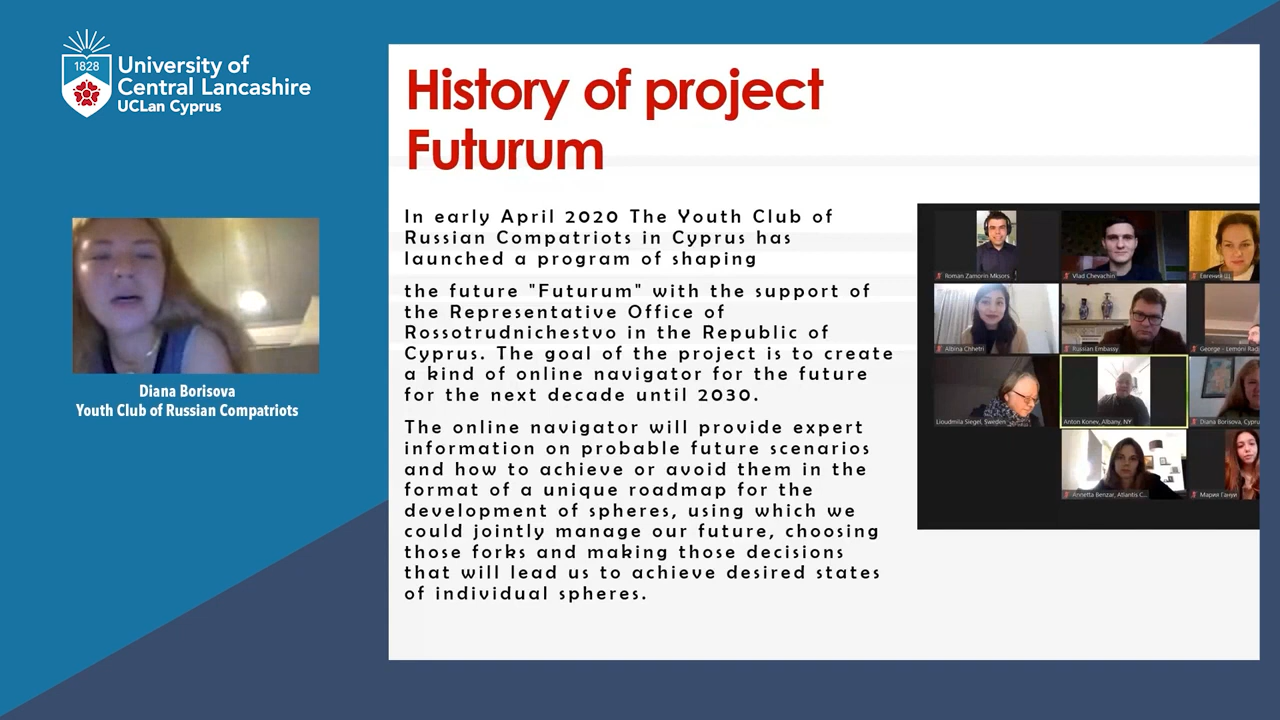 1828
University of
Central Lancashire
UCLan Cyprus
Diana Borisova
Youth Club of Russian Compatriots
History of project
Futurum
In early April 2020 The Youth Club of
Russian Compatriots in Cyprus has
launched a program of shaping
the future "Futurum" with the support of
the Representative Office of
Rossotrudnichestvo in the Republic of
Cyprus. The goal of the project is to create
a kind of online navigator for the future
for the next decade until 2030.
The online navigator will provide expert
information on probable future scenarios
and how to achieve or avoid them in the
format of a unique roadmap for the
development of spheres, using which we
could jointly manage our future, choosing
those forks and making those decisions
that will lead us to achieve desired states
of individual spheres.
Roman Zamorin Mksors
Vlad Chevachin
Евгений Ш
Albina Chhetri
Russian Embassy
George - Lemoni Rad
Lioudmila Siegel, Sweden
Anton Konev, Albany, NY
Diana Borisova, Cypru
Annetta Benzar, Atlantis C...
Мария Ганул